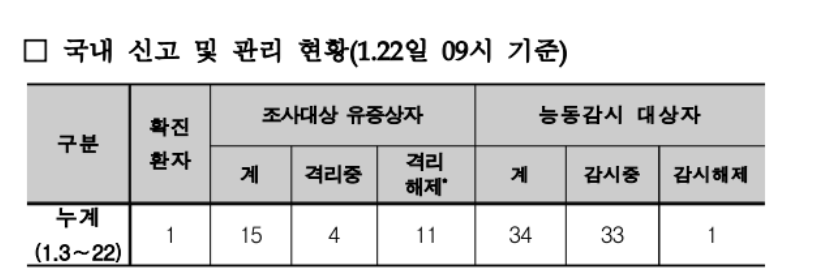 □ 국내 신고 및 관리 현황(1.22일 09시 기준)
구분 확진 환자 조사대상 유증상자 능동감시 대상자
계 격리중 격리 해제* 계 감시중 감시해제
누계 (1.3~22) 1 15 4 11 34 33 1